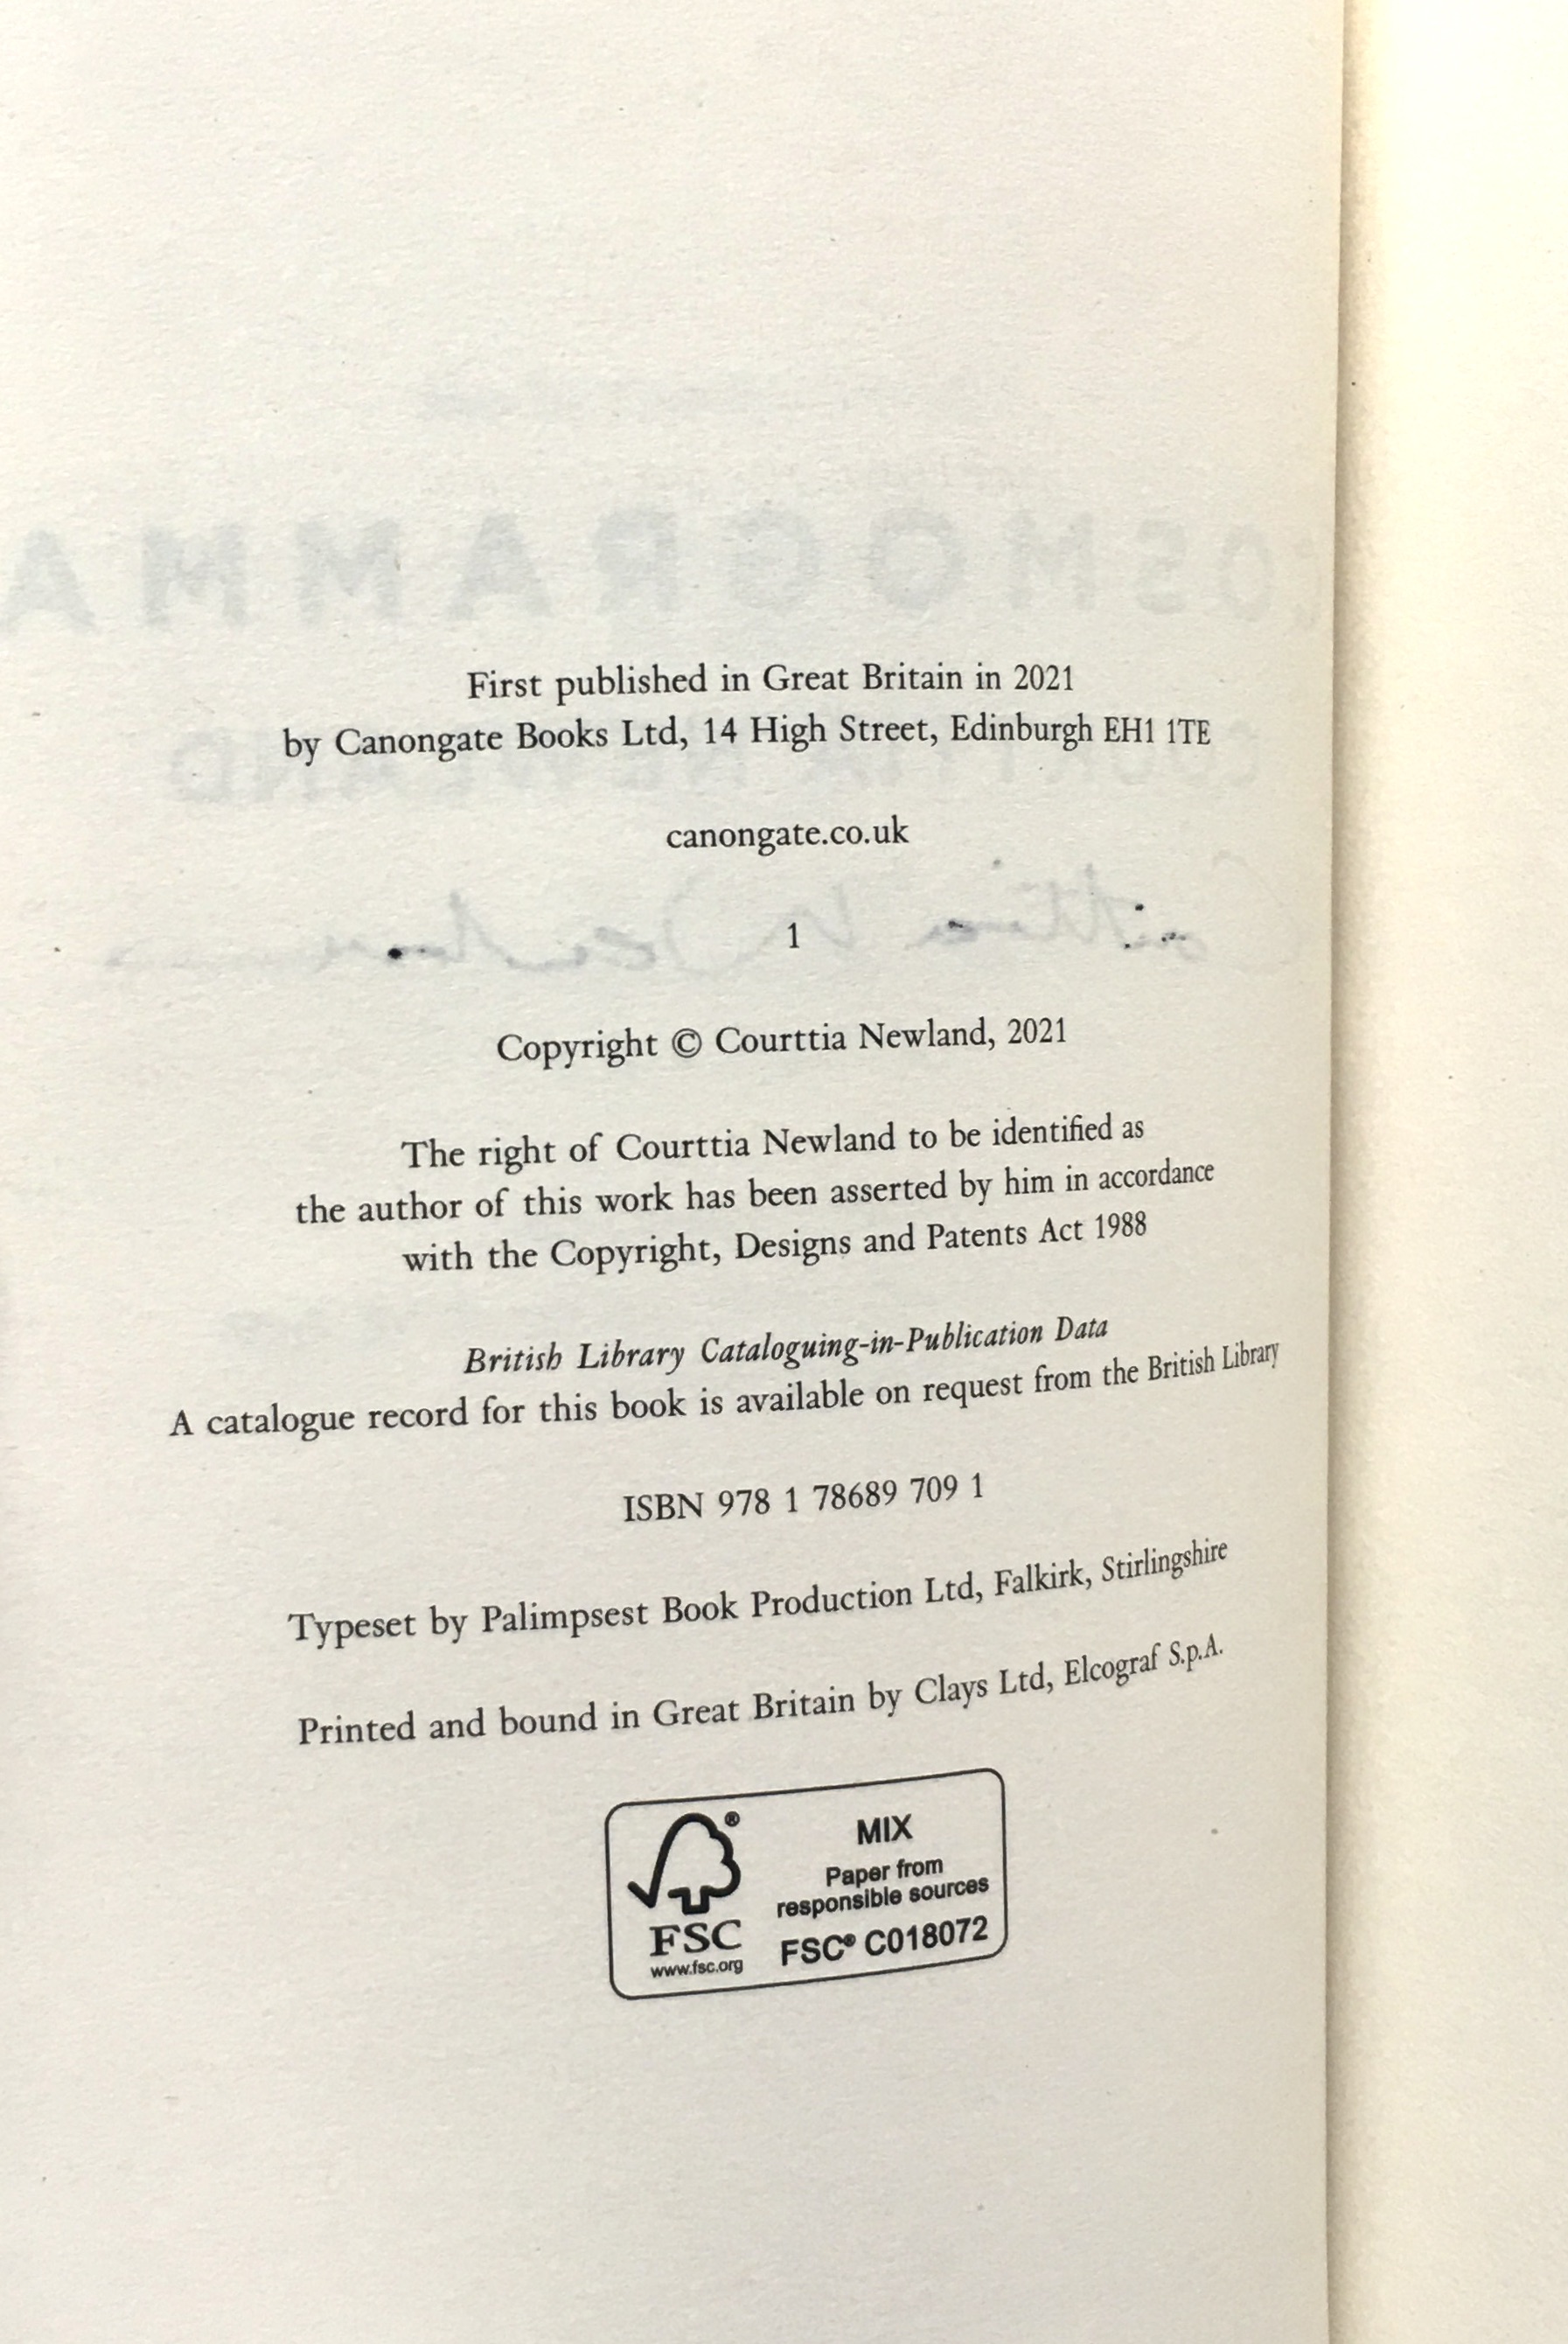 First published in Great Britain in 2021
by Canongate Books Ltd, 14 High Street, Edinburgh EH1 1TE
canongate.co.uk
1
Copyright © Courttia Newland, 2021
The right of Courttia Newland to be identified as
the author of this work has been asserted by him in accordance
with the Copyright, Designs and Patents Act 1988
British Library Cataloguing-in-Publication Data
A catalogue record for this book is available on request from the British Library
ISBN 978 1 78689 709 1
Typeset by Palimpsest Book Production Ltd, Falkirk, Stirlingshire
Printed and bound in Great Britain by Clays Ltd, Elcograf S.p.A.
®
FSC
www.fsc.org
MIX
Paper from
responsible sources
FSC® C018072